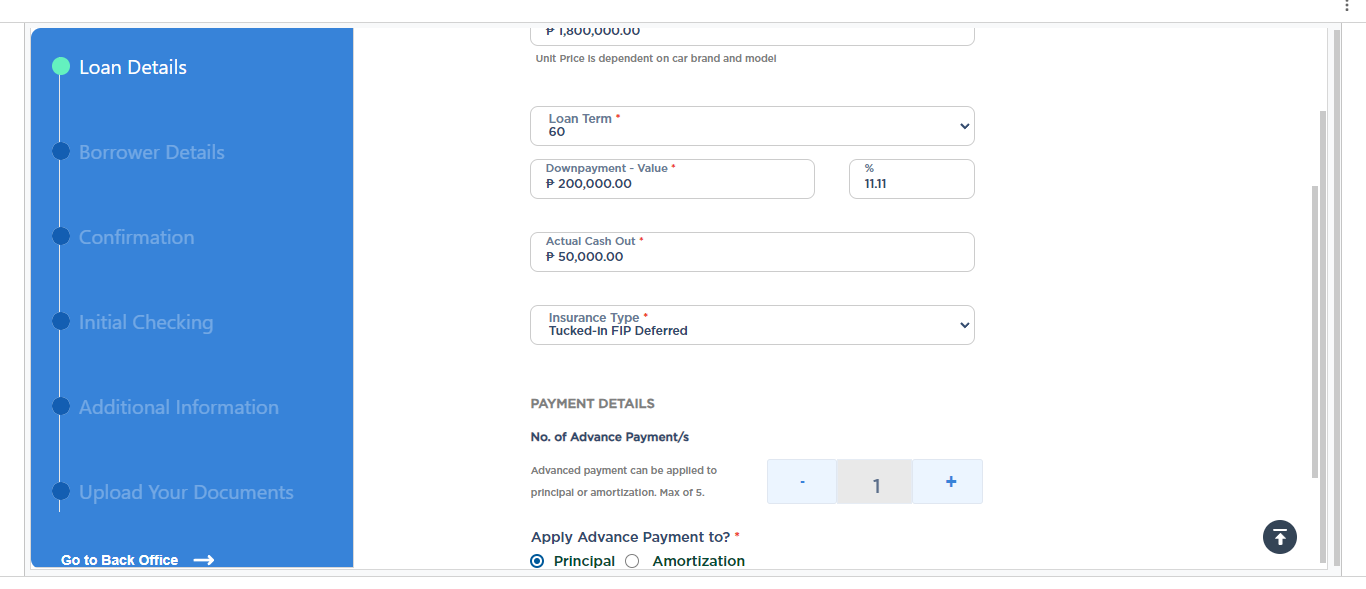 Loan Details
Borrower Details
Confirmation
Initial Checking
Additional Information
Upload Your Documents
Go to Back Office
₱ 1,800,000.00
Unit Price is dependent on car brand and model
Loan Term *
60
Downpayment - Value *
₱ 200,000.00
%
11.11
Actual Cash Out *
₱ 50,000.00
Insurance Type *
Tucked-In FIP Deferred
PAYMENT DETAILS
No. of Advance Payment/s
Advanced payment can be applied to
principal or amortization. Max of 5.
- 1 +
Apply Advance Payment to? *
Principal Amortization